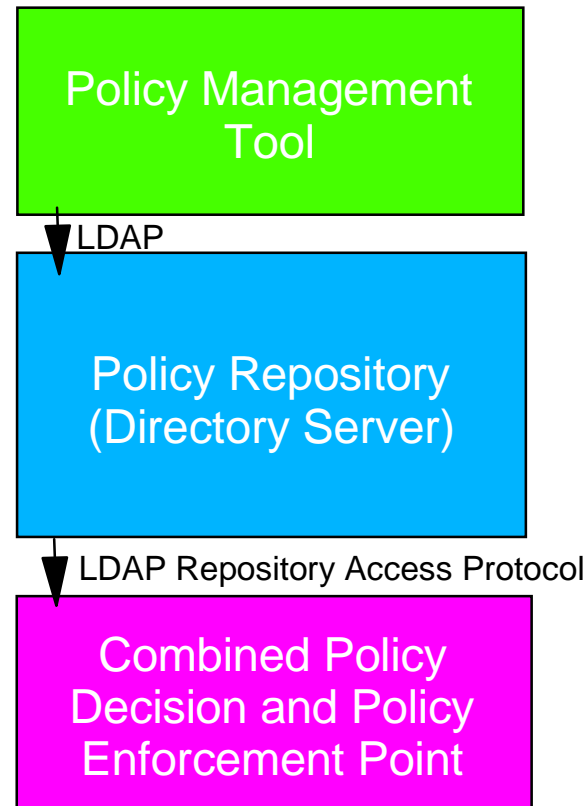 Policy Management
Tool
LDAP
Policy Repository
(Directory Server)
LDAP Repository Access Protocol
Combined Policy
Decision and Policy
Enforcement Point